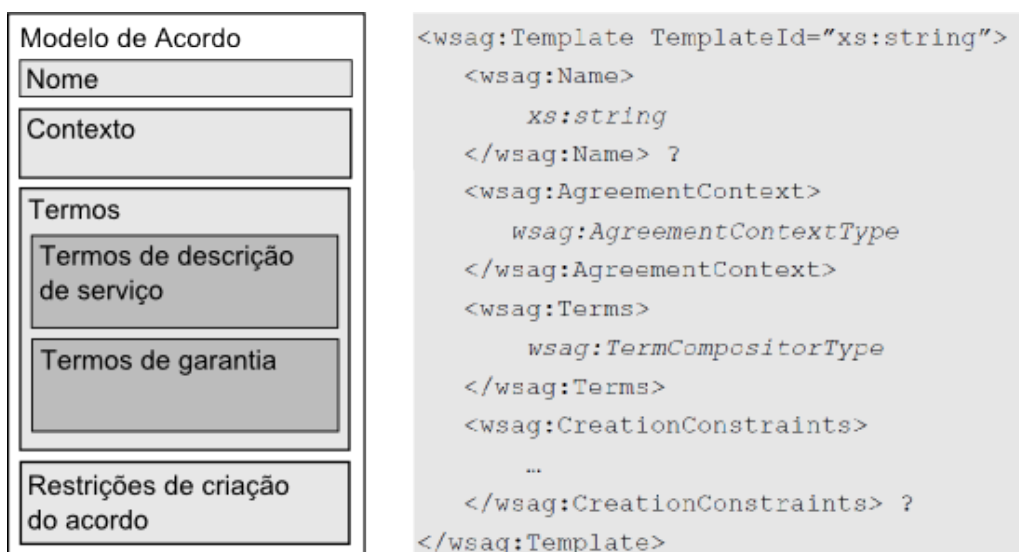 Modelo de Acordo
Nome
Contexto
Termos
Termos de descrição
de serviço
Termos de garantia
Restrições de criação
do acordo
<wsag:Template TemplateId="xs:string">
<wsag:Name>
xs:string
</wsag:Name> ?
<wsag:AgreementContext>
wsag:AgreementContextType
</wsag:AgreementContext>
<wsag:Terms>
wsag:TermCompositorType
</wsag:Terms>
<wsag:CreationConstraints>
…
</wsag:CreationConstraints> ?
</wsag:Template>